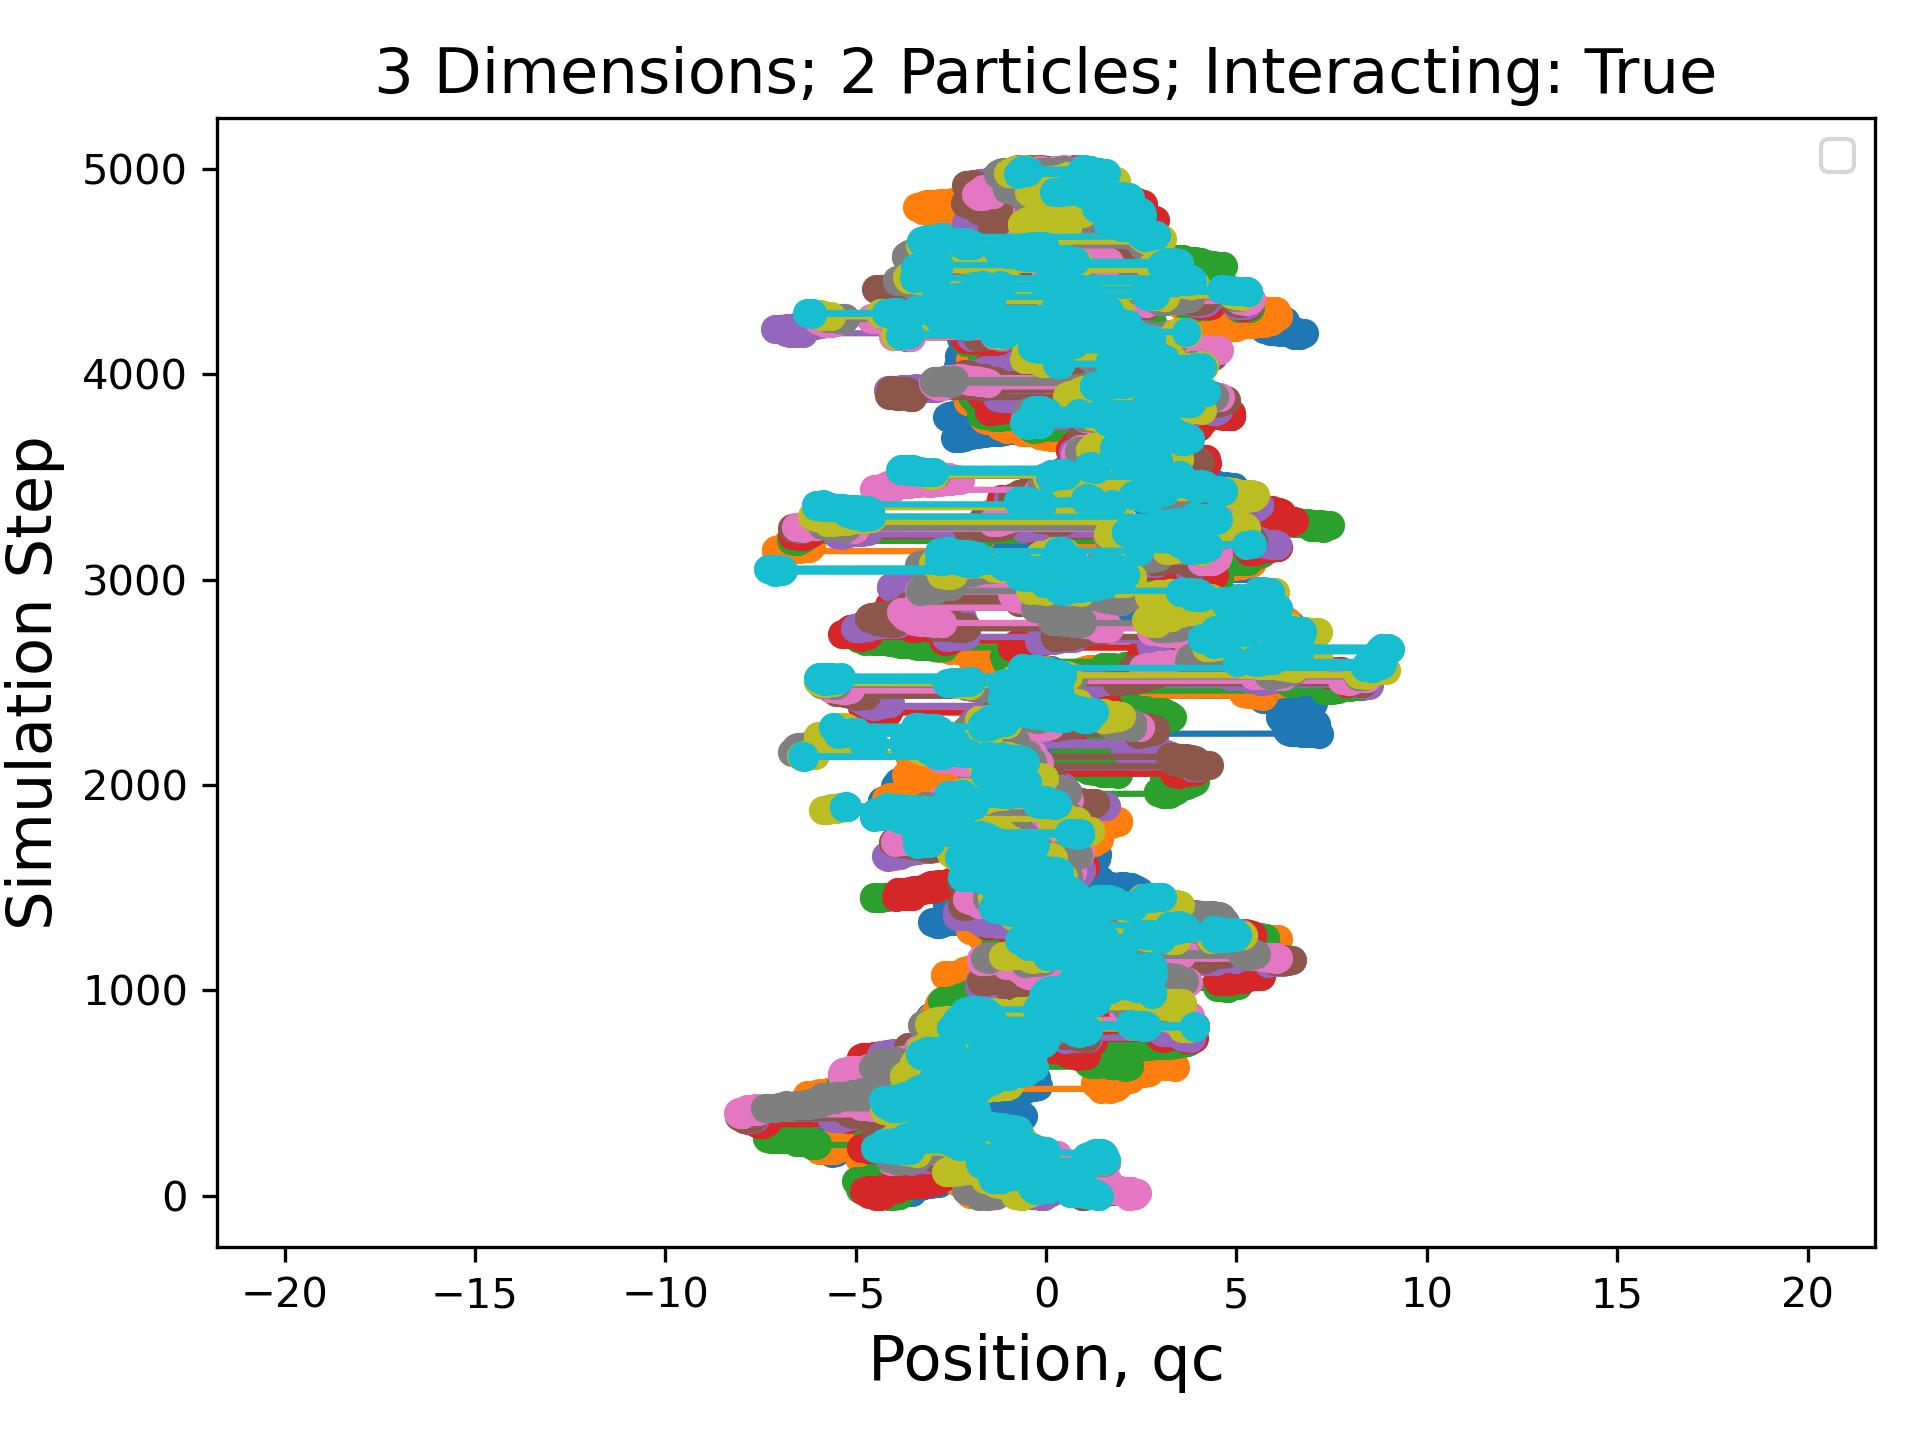 3 Dimensions; 2 Particles; Interacting: True
Simulation Step
5000
4000
3000
2000
1000
0
−20 −15 −10 −5 0 5 10 15 20
Position, qc